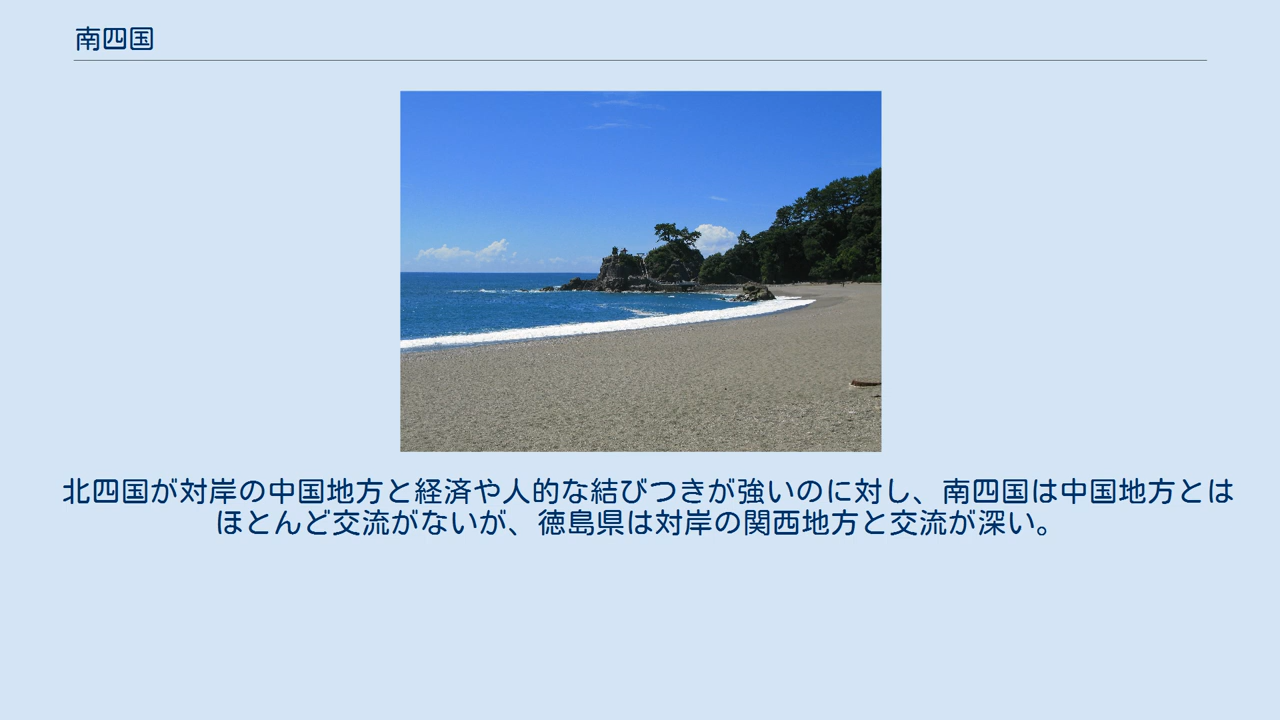 南四国
北四国が対岸の中国地方と経済や人的な結びつきが強いのに対し、南四国は中国地方とは
ほとんど交流がないが、徳島県は対岸の関西地方と交流が深い。